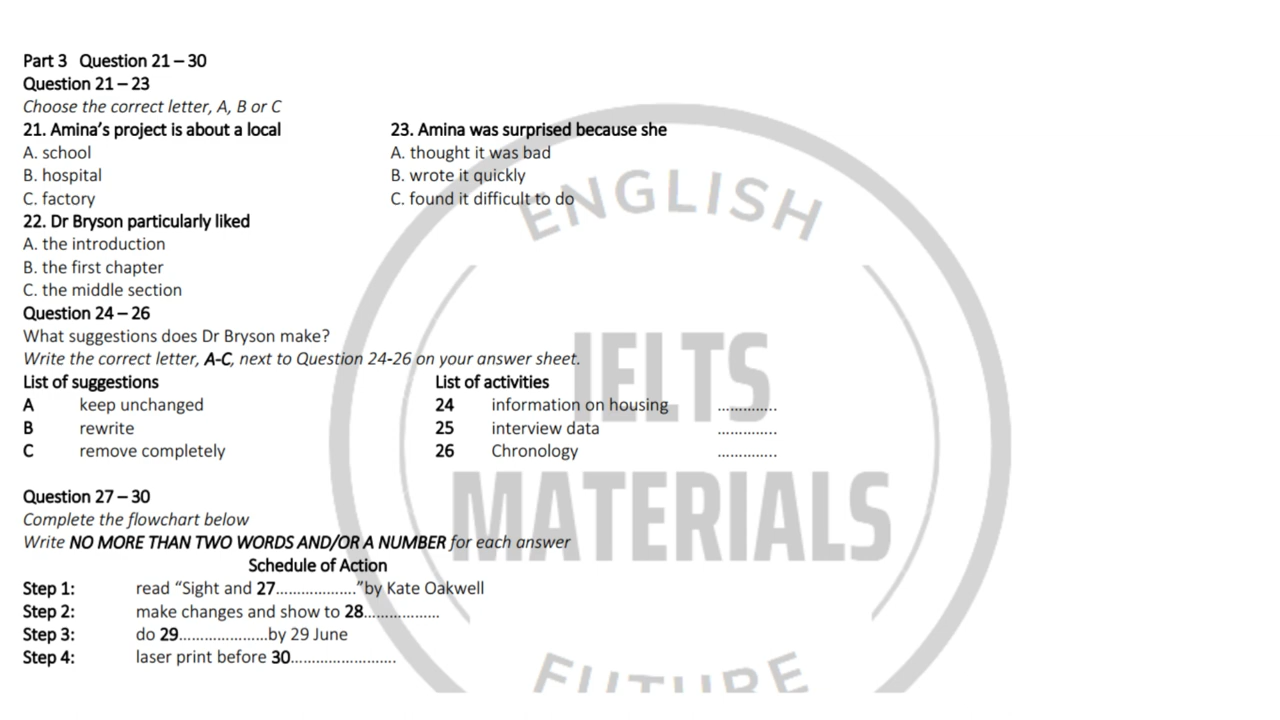 Part 3 Question 21 – 30
Question 21 – 23
Choose the correct letter, A, B or C
21. Amina's project is about a local
A. school
B. hospital
C. factory
22. Dr Bryson particularly liked
A. the introduction
B. the first chapter
C. the middle section
23. Amina was surprised because she
A. thought it was bad
B. wrote it quickly
C. found it difficult to do
Question 24 – 26
What suggestions does Dr Bryson make?
Write the correct letter, A-C, next to Question 24-26 on your answer sheet.
List of suggestions
A keep unchanged
B rewrite
C remove completely
List of activities
24 information on housing ..............
25 interview data ..............
26 Chronology ..............
Question 27 – 30
Complete the flowchart below
Write NO MORE THAN TWO WORDS AND/OR A NUMBER for each answer
Schedule of Action
Step 1: read “Sight and 27...................”by Kate Oakwell
Step 2: make changes and show to 28..................
Step 3: do 29.....................by 29 June
Step 4: laser print before 30.........................
ENGLISH
IELTS
MATERIALS
FUTURE